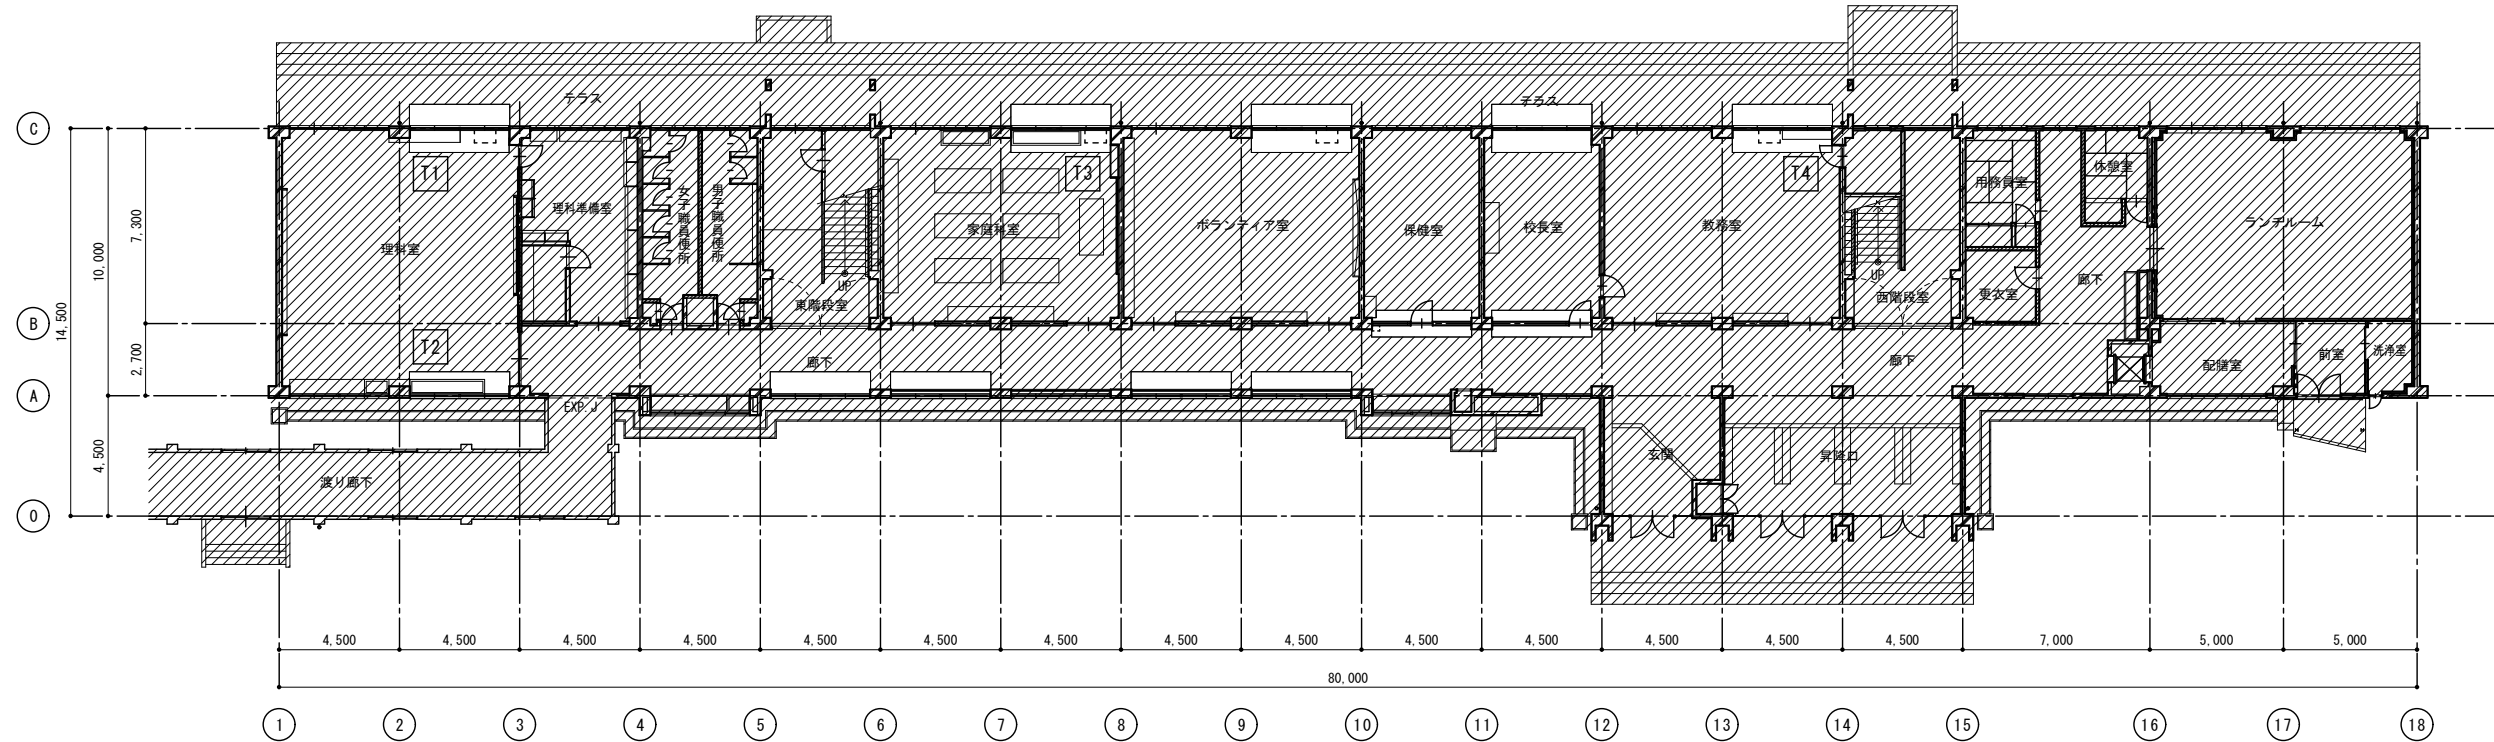 テラス
テラス
C
T1
T3
T4
女子職員便所
男子職員便所
休憩室
用務員室
理科準備室
7,300
10,000
理科室
家庭科室
ボランティア室
保健室
校長室
教務室
ランチルーム
UP
UP
廊下
東階段室
西階段室
更衣室
14,500
B
T2
2,700
廊下
廊下
配膳室
前室
洗浄室
A
EXP.J
4,500
渡り廊下
玄関
昇降口
O
4,500
4,500
4,500
4,500
4,500
4,500
4,500
4,500
4,500
4,500
4,500
4,500
4,500
4,500
7,000
5,000
5,000
80,000
1
2
3
4
5
6
7
8
9
10
11
12
13
14
15
16
17
18